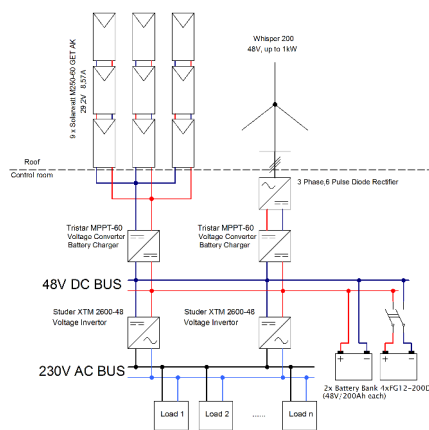 Whisper 200
48V, up to 1kW
9 x Solarwatt M250-60 GET AK
29,2V 8,57A
Roof
Control room
3 Phase,6 Pulse Diode Rectifier
Tristar MPPT-60
Voltage Converter
Battery Charger
Tristar MPPT-60
Voltage Converter
Battery Charger
48V DC BUS
Studer XTM 2600-48
Voltage Invertor
Studer XTM 2600-48
Voltage Invertor
230V AC BUS
+ -
+ -
2x Battery Bank 4xFG12-200D
(48V/200Ah each)
Load 1
Load 2
......
Load n